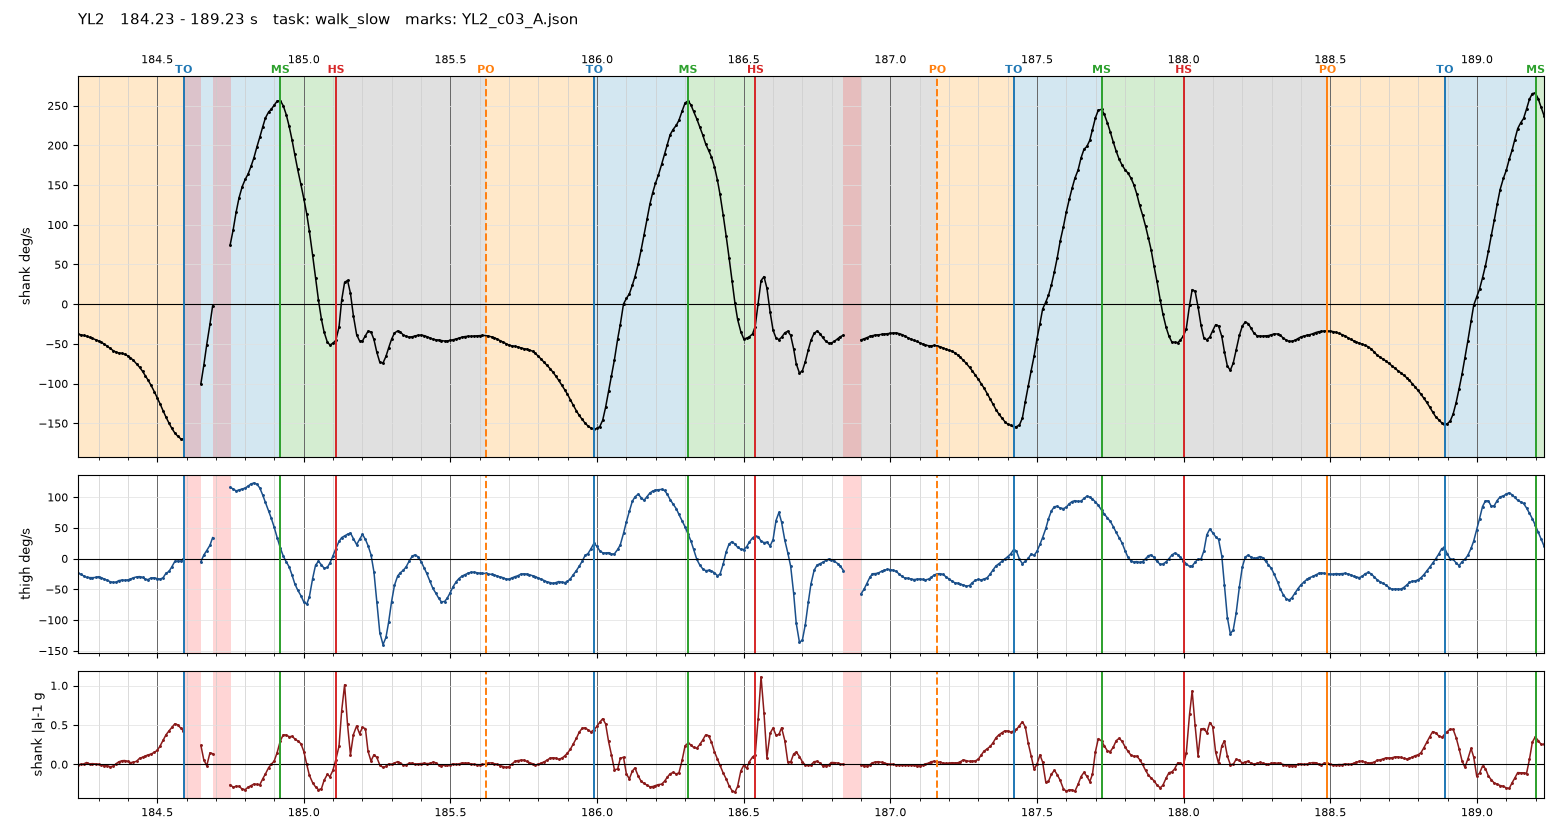 YL2   184.23 - 189.23 s   task: walk_slow   marks: YL2_c03_A.json
184.5 185.0 185.5 186.0 186.5 187.0 187.5 188.0 188.5 189.0
TO MS HS PO TO MS HS PO TO MS HS PO TO MS
shank deg/s
250
200
150
100
50
0
−50
−100
−150
thigh deg/s
100
50
0
−50
−100
−150
shank |a|-1 g
1.0
0.5
0.0
184.5 185.0 185.5 186.0 186.5 187.0 187.5 188.0 188.5 189.0